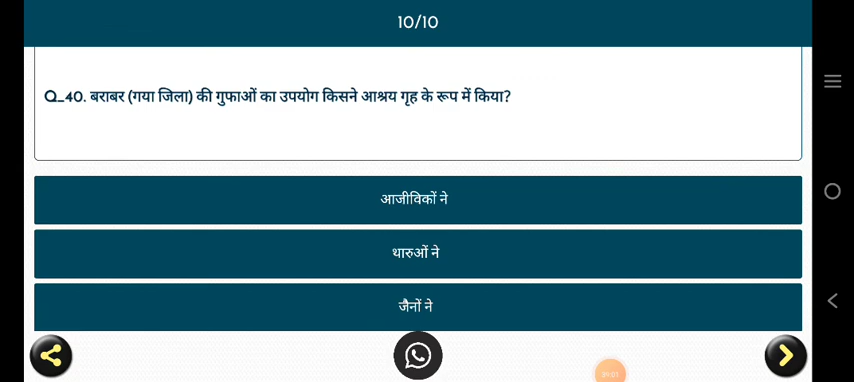 10/10
Q_40. बराबर (गया जिला) की गुफाओं का उपयोग किसने आश्रय गृह के रूप में किया?
आजीविकों ने
थारुओं ने
जैनों ने